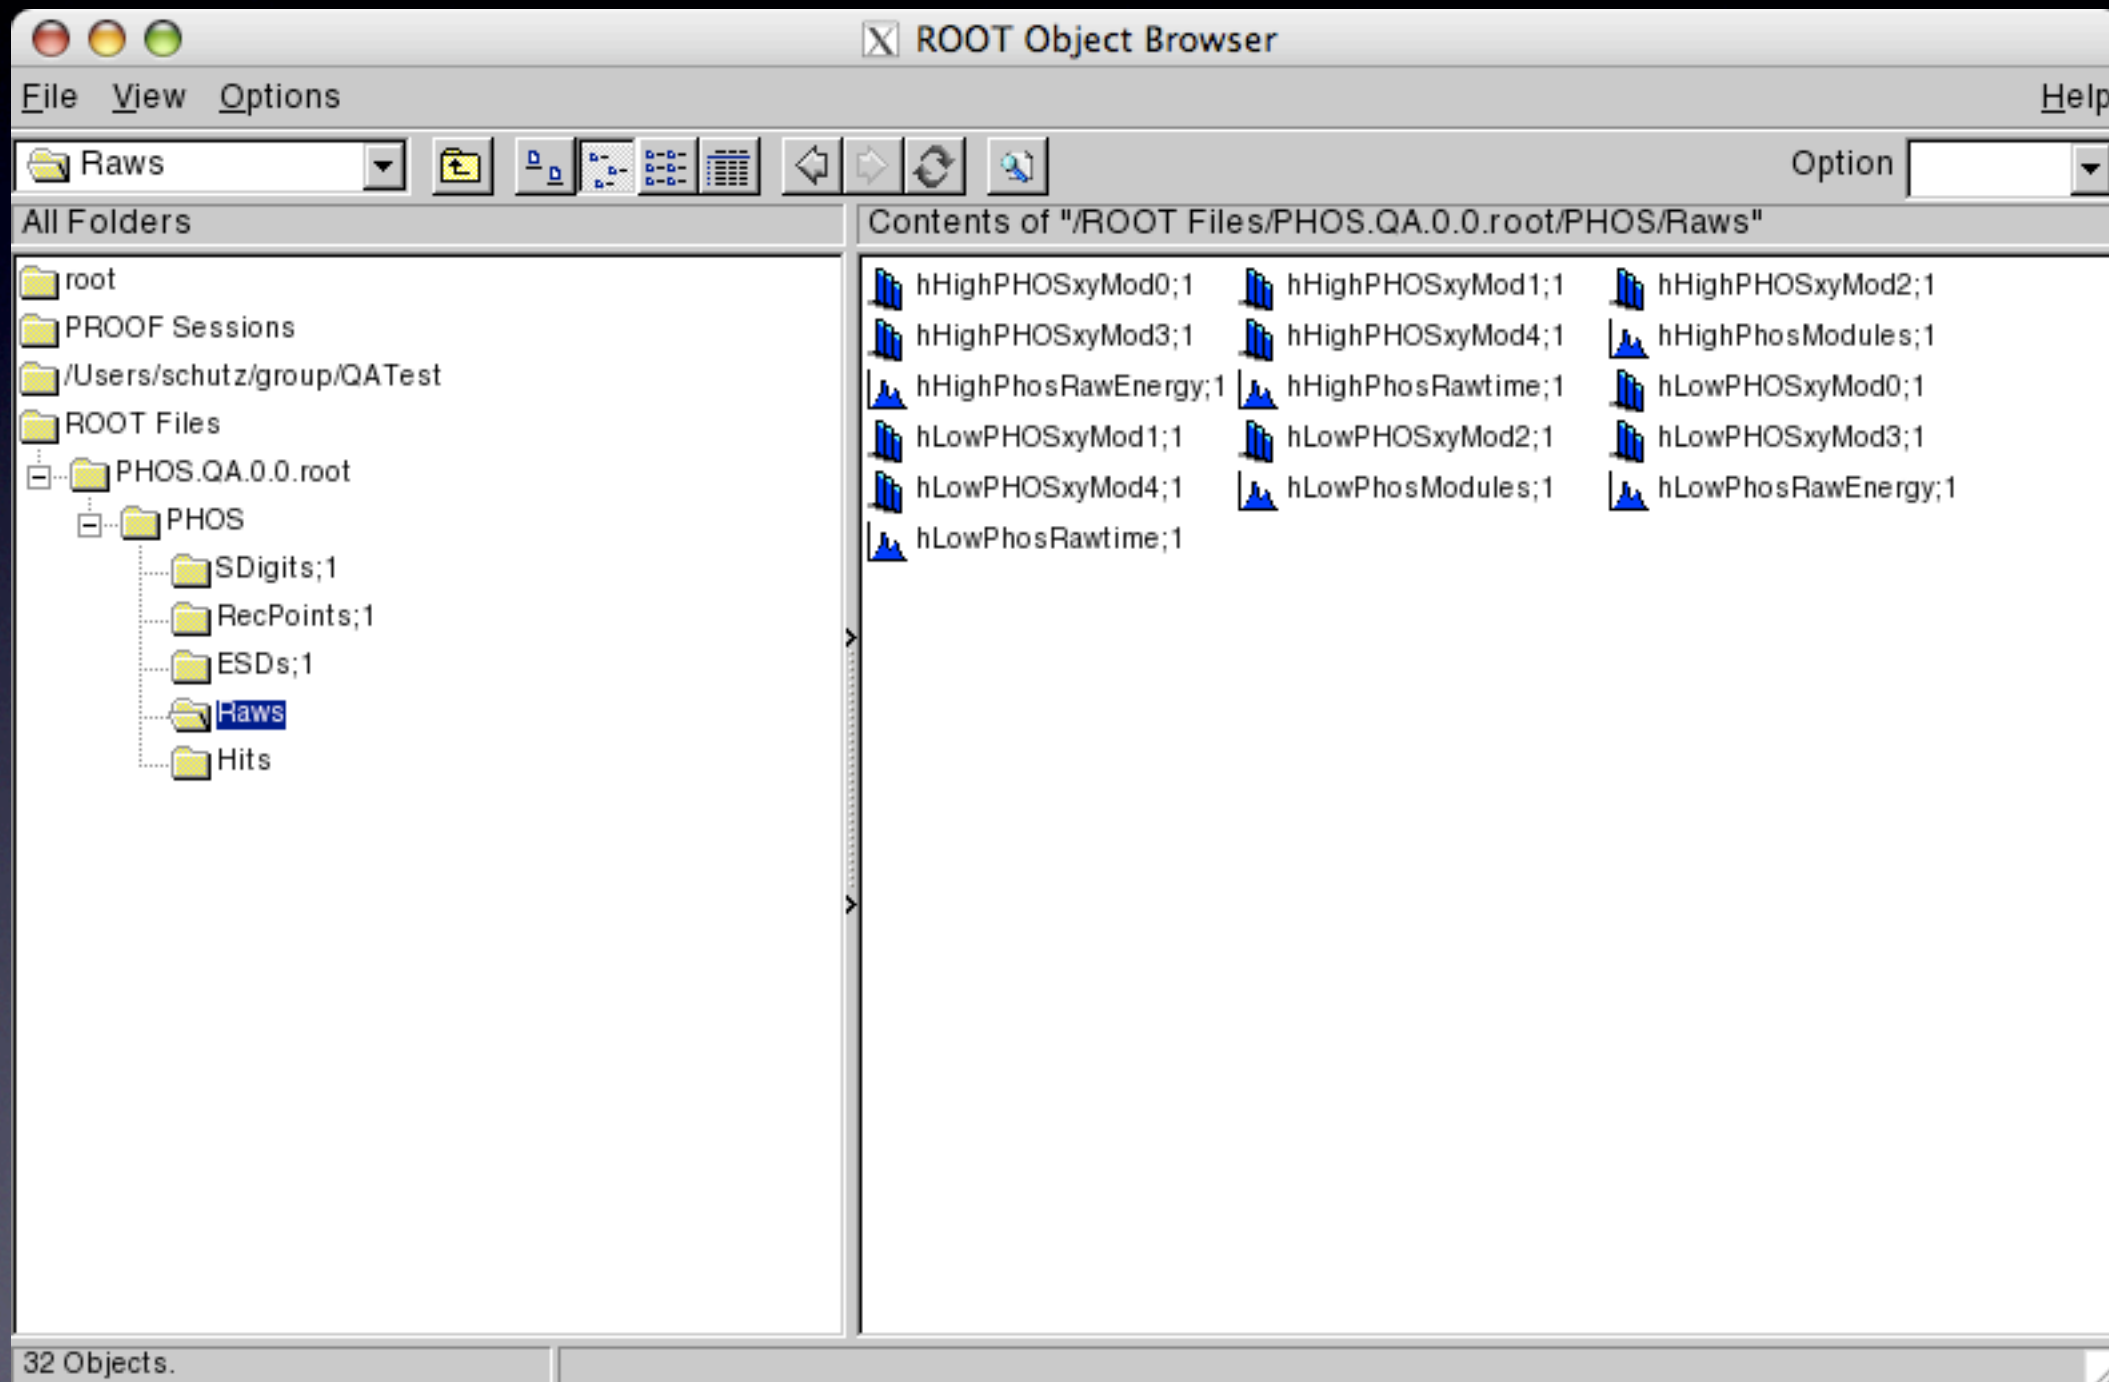 ROOT Object Browser
File View Options Help
Raws Option
All Folders
Contents of "/ROOT Files/PHOS.QA.0.0.root/PHOS/Raws"
root
PROOF Sessions
/Users/schutz/group/QATest
ROOT Files
PHOS.QA.0.0.root
PHOS
SDigits;1
RecPoints;1
ESDs;1
Raws
Hits
hHighPHOSxyMod0;1 hHighPHOSxyMod1;1 hHighPHOSxyMod2;1
hHighPHOSxyMod3;1 hHighPHOSxyMod4;1 hHighPhosModules;1
hHighPhosRawEnergy;1 hHighPhosRawtime;1 hLowPHOSxyMod0;1
hLowPHOSxyMod1;1 hLowPHOSxyMod2;1 hLowPHOSxyMod3;1
hLowPHOSxyMod4;1 hLowPhosModules;1 hLowPhosRawEnergy;1
hLowPhosRawtime;1
32 Objects.